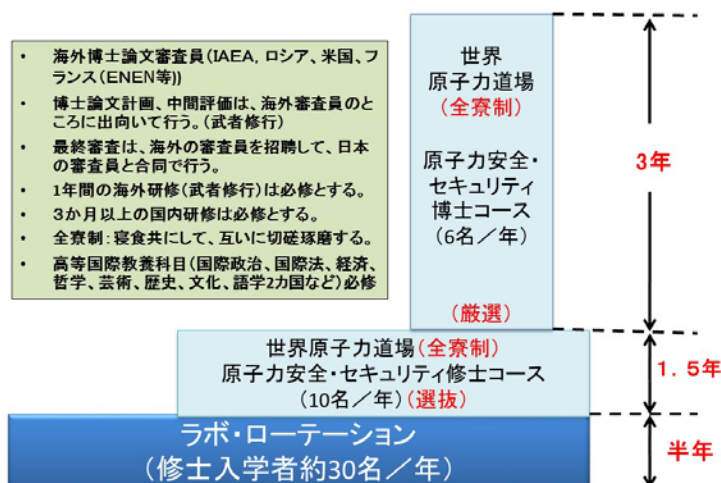 ・ 海外博士論文審査員(IAEA, ロシア、米国、フ
ランス(ENEN等))
・ 博士論文計画、中間評価は、海外審査員のと
ころに出向いて行う。(武者修行)
・ 最終審査は、海外の審査員を招聘して、日本
の審査員と合同で行う。
・ 1年間の海外研修(武者修行)は必修とする。
・ 3か月以上の国内研修は必修とする。
・ 全寮制:寝食共にして、互いに切磋琢磨する。
・ 高等国際教養科目(国際政治、国際法、経済、
哲学、芸術、歴史、文化、語学2カ国など)必修
世界
原子力道場
(全寮制)
原子力安全・
セキュリティ
博士コース
(6名/年)
(厳選)
3年
世界原子力道場(全寮制)
原子力安全・セキュリティ修士コース
(10名/年)(選抜)
1.5年
ラボ・ローテーション
(修士入学者約30名/年)
半年